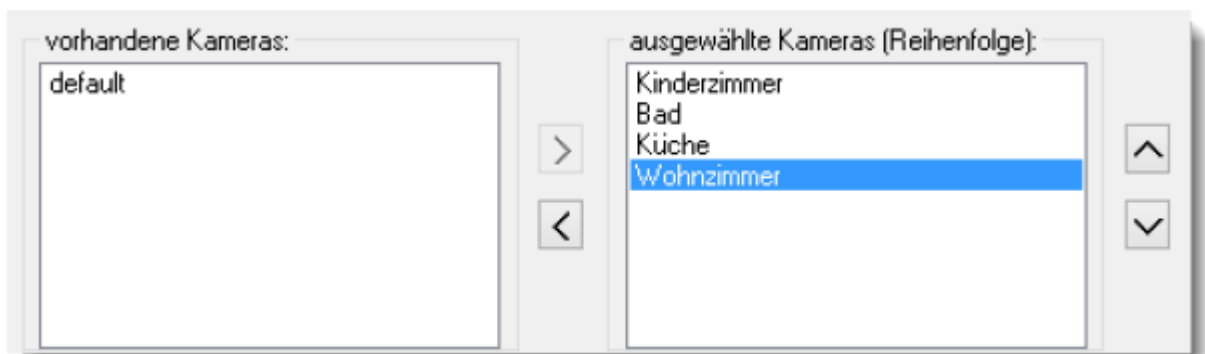 vorhandene Kameras:
default
ausgewählte Kameras (Reihenfolge):
Kinderzimmer
Bad
Küche
Wohnzimmer